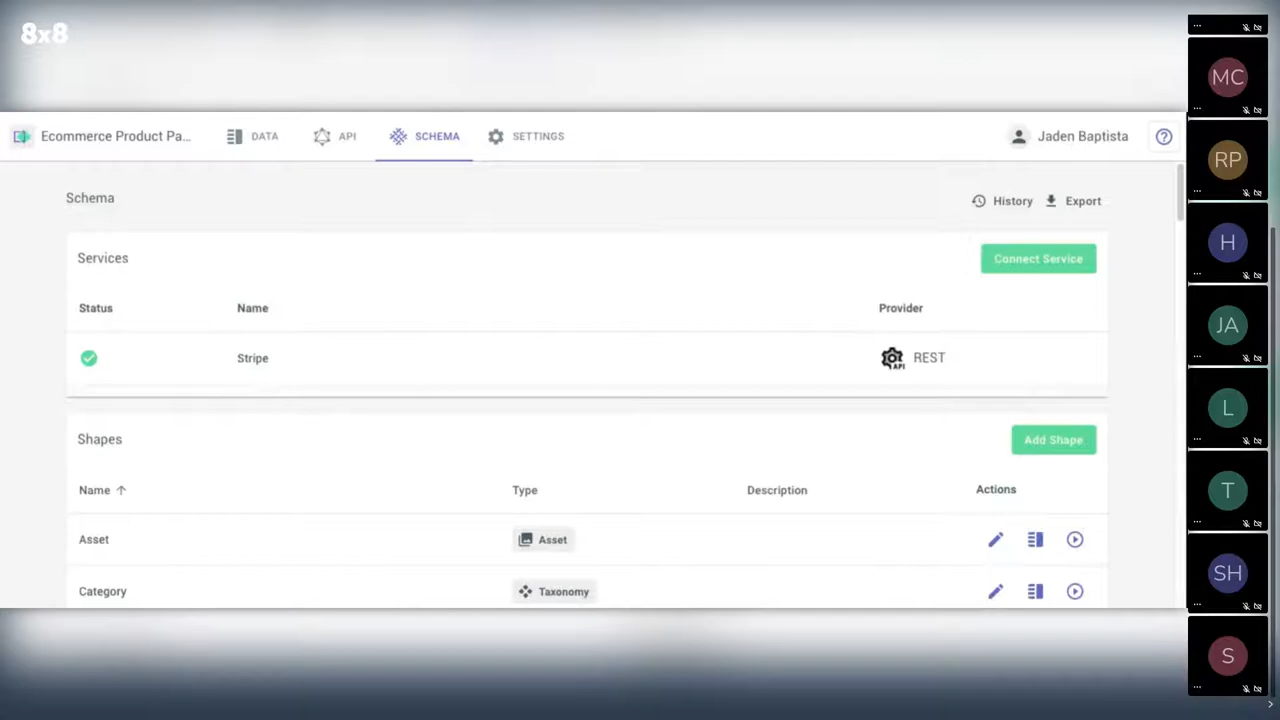 8x8
Ecommerce Product Pa... DATA API SCHEMA SETTINGS Jaden Baptista
Schema History Export
Services Connect Service
Status Name Provider
Stripe API REST
Shapes Add Shape
Name Type Description Actions
Asset Asset
Category Taxonomy
MC
RP
H
JA
L
T
SH
S